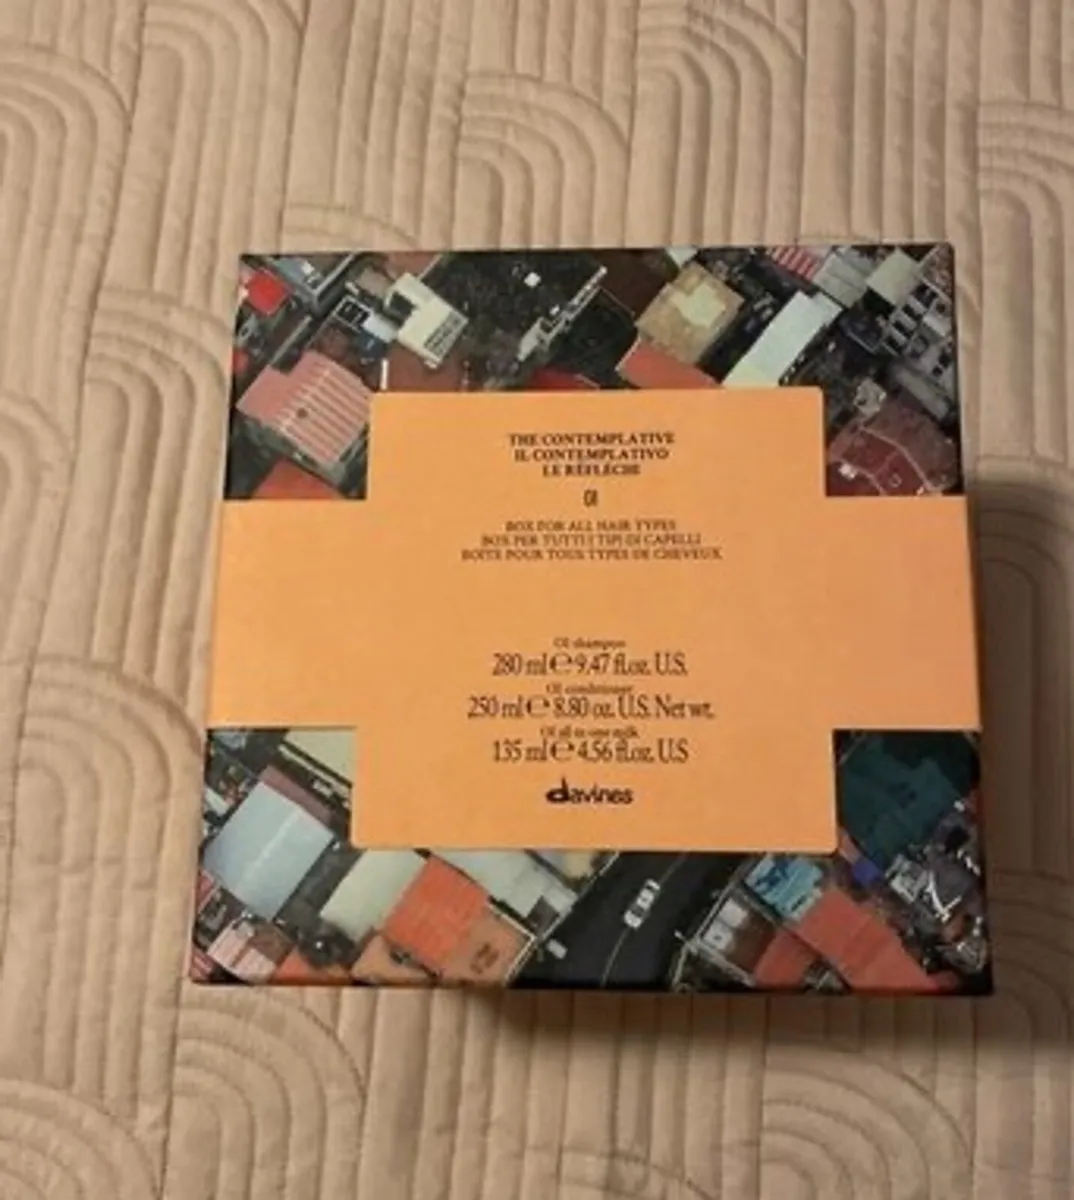 THE CONTEMPLATIVE
IL CONTEMPLATIVO
LE RÉFLÉCHI
OI
BOX FOR ALL HAIR TYPES
BOX PER TUTTI I TIPI DI CAPELLI
BOÎTE POUR TOUS TYPES DE CHEVEUX
OI shampoo
280 ml ℮ 9.47 fl.oz. U.S.
OI conditioner
250 ml ℮ 8.80 oz. U.S. Net wt.
OI all in one milk
135 ml ℮ 4.56 fl.oz. U.S
davines